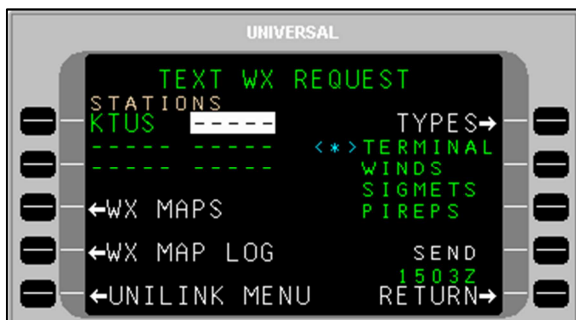 UNIVERSAL
TEXT WX REQUEST
STATIONS
KTUS ----- TYPES→
----- ----- <*>TERMINAL
----- ----- WINDS
SIGMETS
←WX MAPS PIREPS
←WX MAP LOG SEND
1503Z
←UNILINK MENU RETURN→